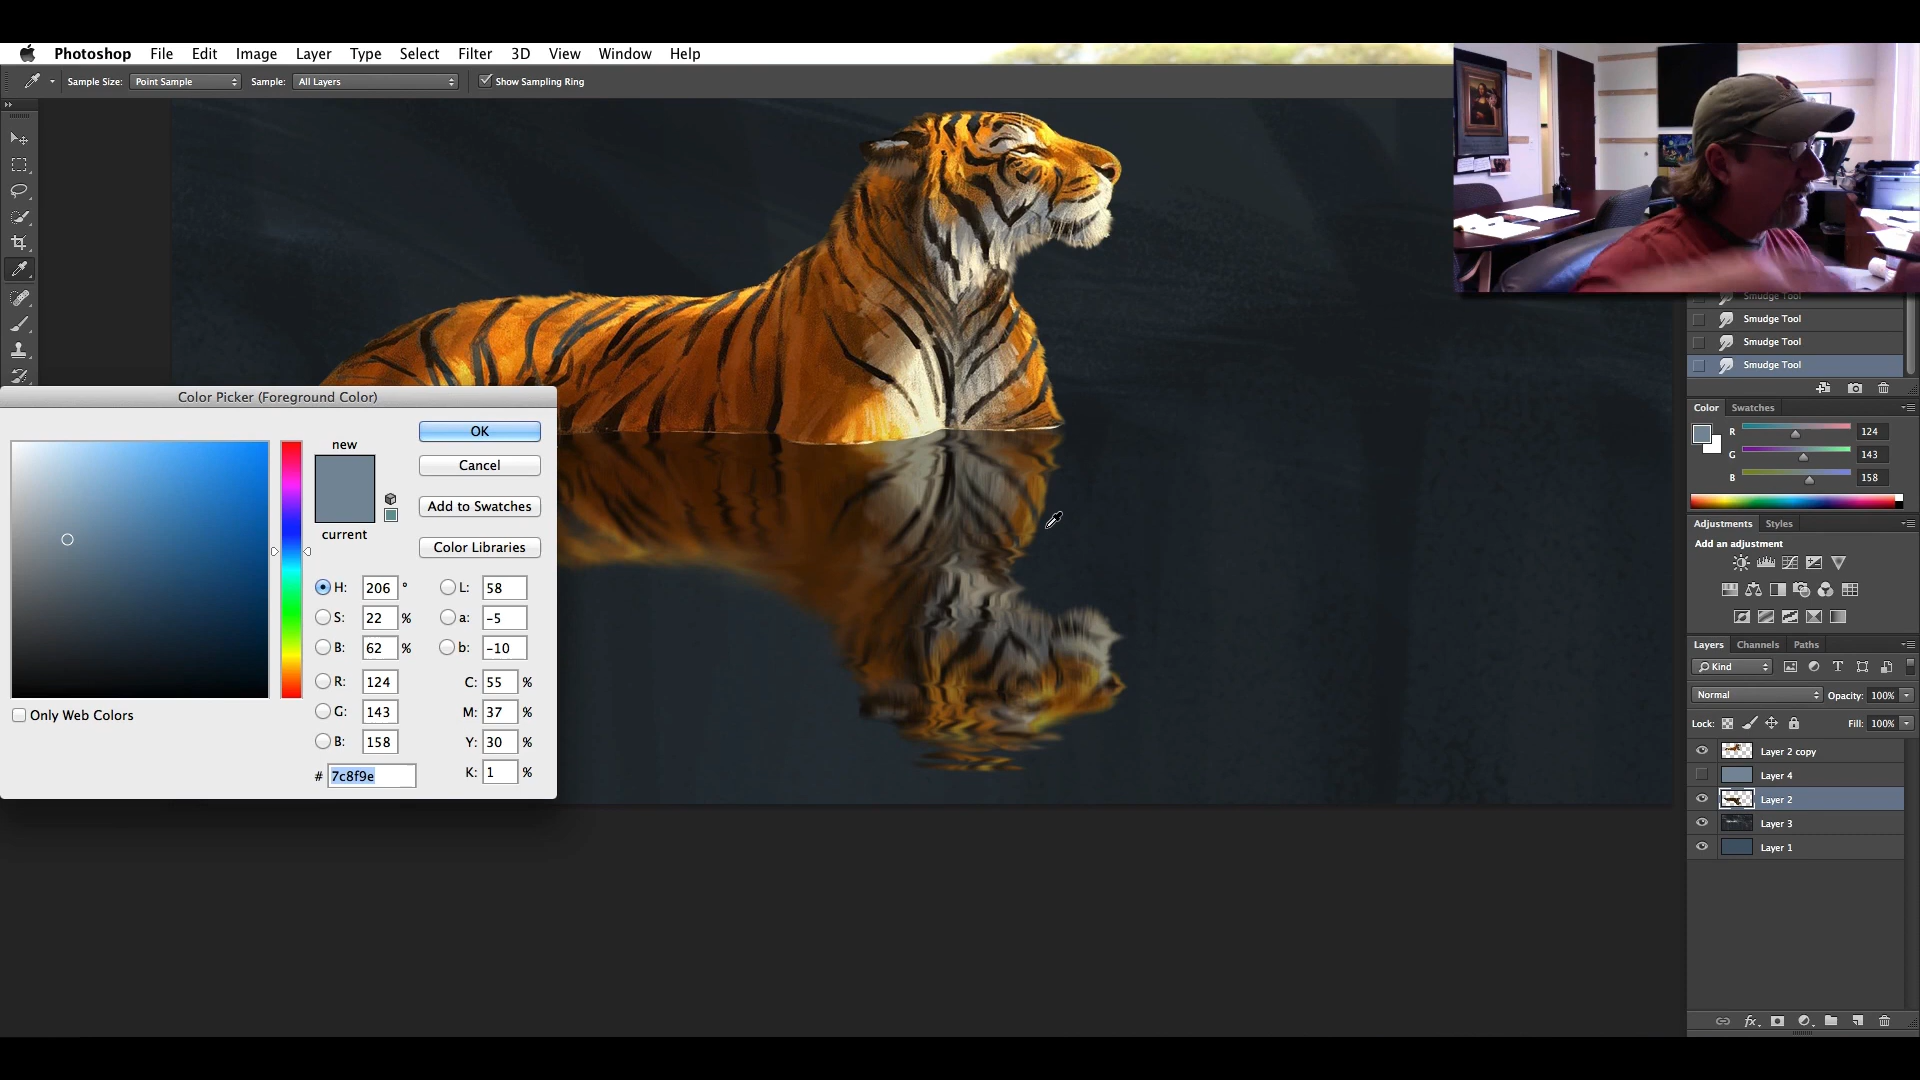 Photoshop File Edit Image Layer Type Select Filter 3D View Window Help
Sample Size: Point Sample Sample: All Layers Show Sampling Ring
Smudge Tool
Smudge Tool
Smudge Tool
Smudge Tool
Color Picker (Foreground Color)
new
current
OK
Cancel
Add to Swatches
Color Libraries
H: 206 ° L: 58
S: 22 % a: -5
B: 62 % b: -10
R: 124 C: 55 %
G: 143 M: 37 %
B: 158 Y: 30 %
# 7c8f9e K: 1 %
Only Web Colors
Color Swatches
R 124
G 143
B 158
Adjustments Styles
Add an adjustment
Layers Channels Paths
Kind
Normal Opacity: 100%
Lock: Fill: 100%
Layer 2 copy
Layer 4
Layer 2
Layer 3
Layer 1